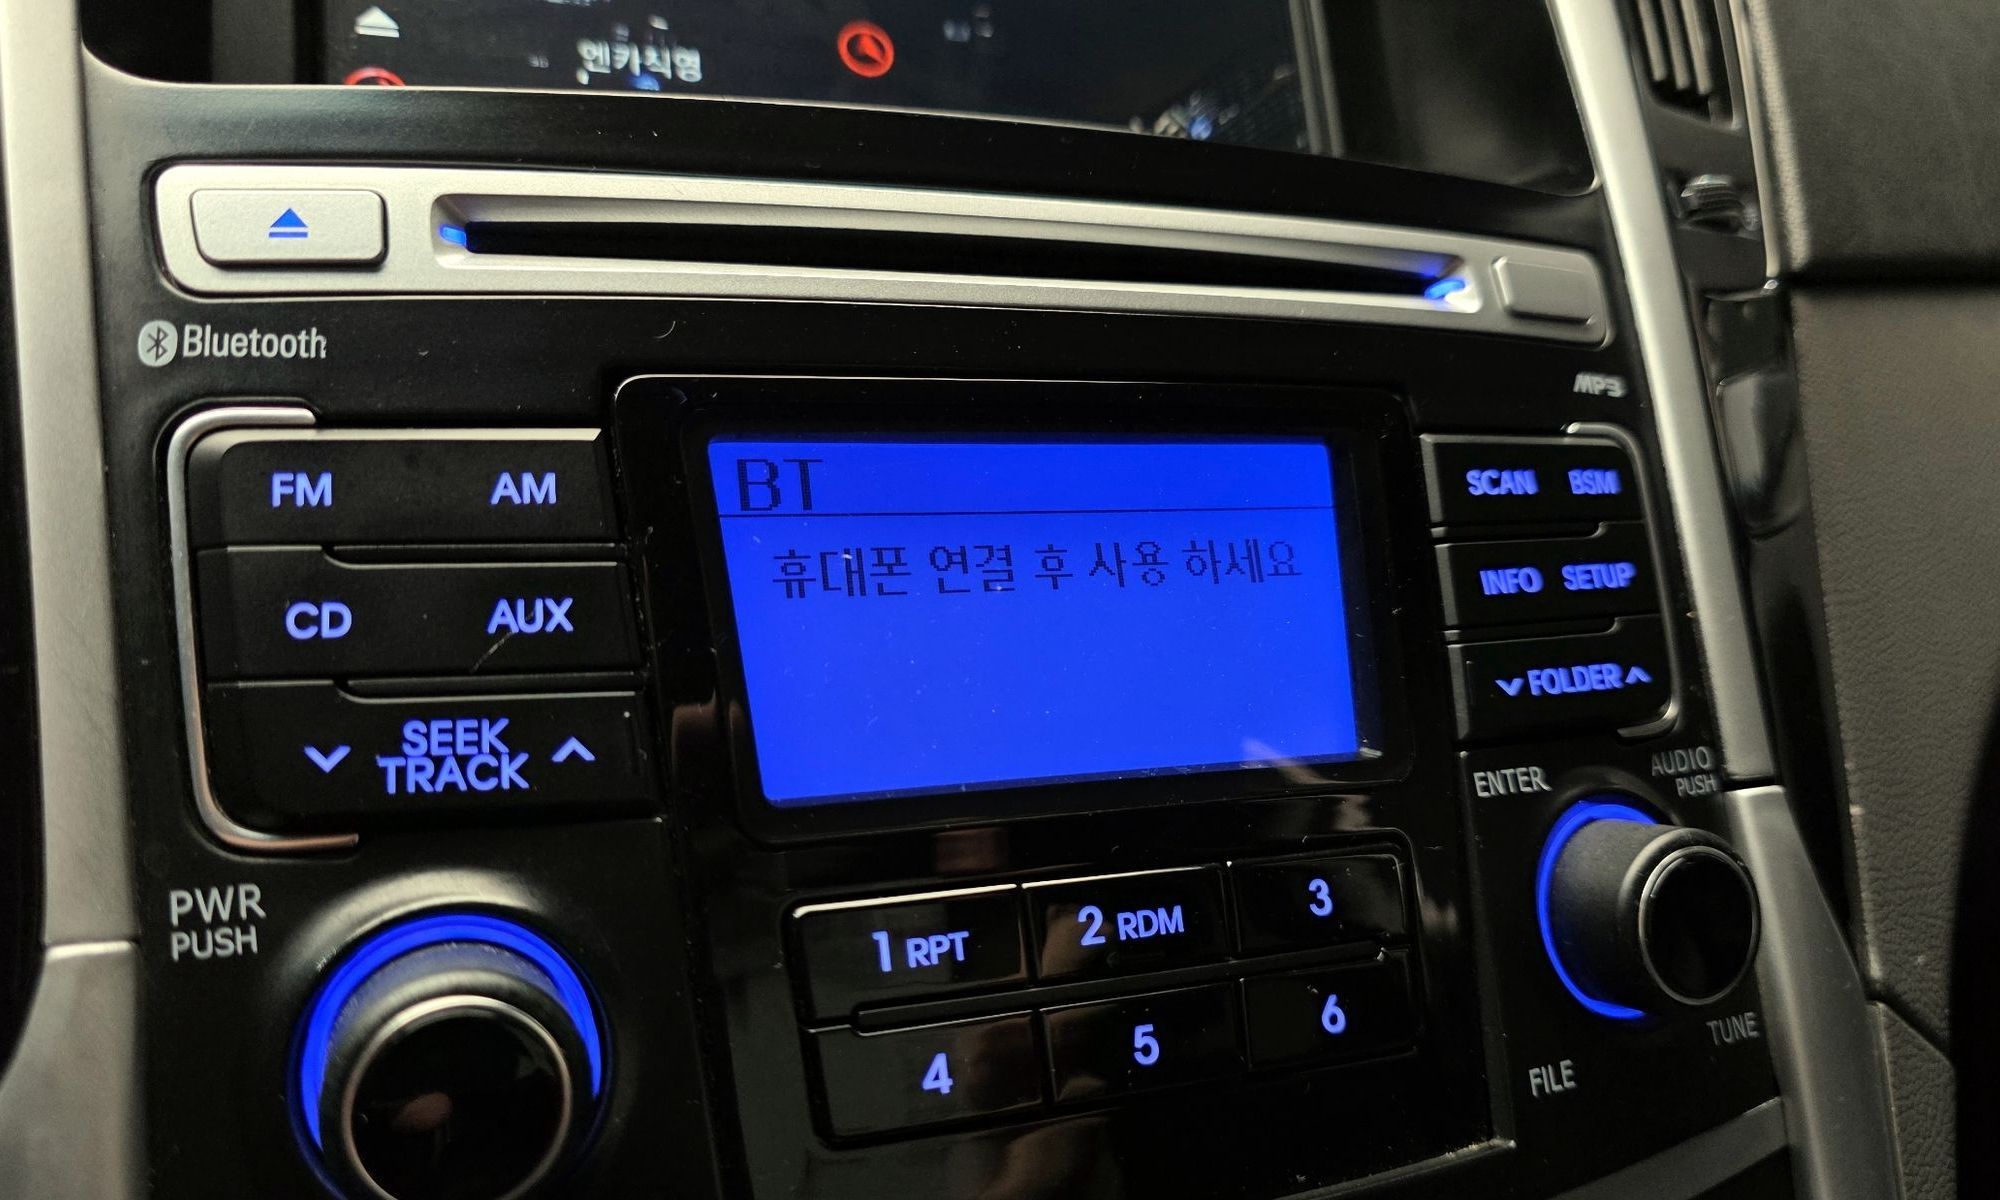 엔카직영
Bluetooth
MP3
FM
AM
CD
AUX
SEEK
TRACK
PWR
PUSH
BT
휴대폰 연결 후 사용 하세요
1 RPT
2 RDM
3
4
5
6
SCAN
BSM
INFO
SETUP
FOLDER
ENTER
AUDIO
PUSH
TUNE
FILE